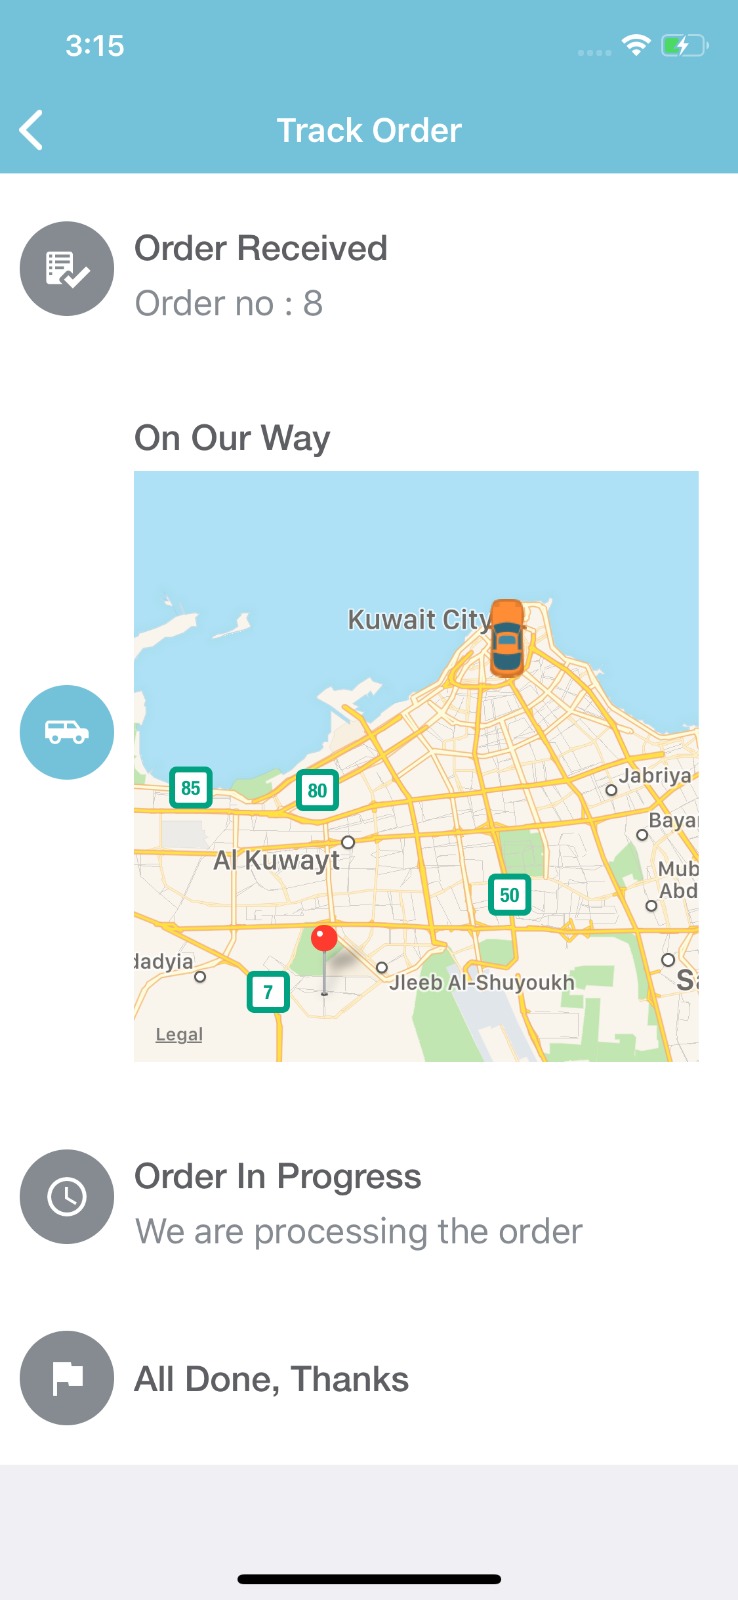 3:15
Track Order
Order Received
Order no : 8
On Our Way
Kuwait City
Jabriya
85
80
Baya
Al Kuwayt
Mub
Abd
50
dadyia
Jleeb Al-Shuyoukh
S
7
Legal
Order In Progress
We are processing the order
All Done, Thanks